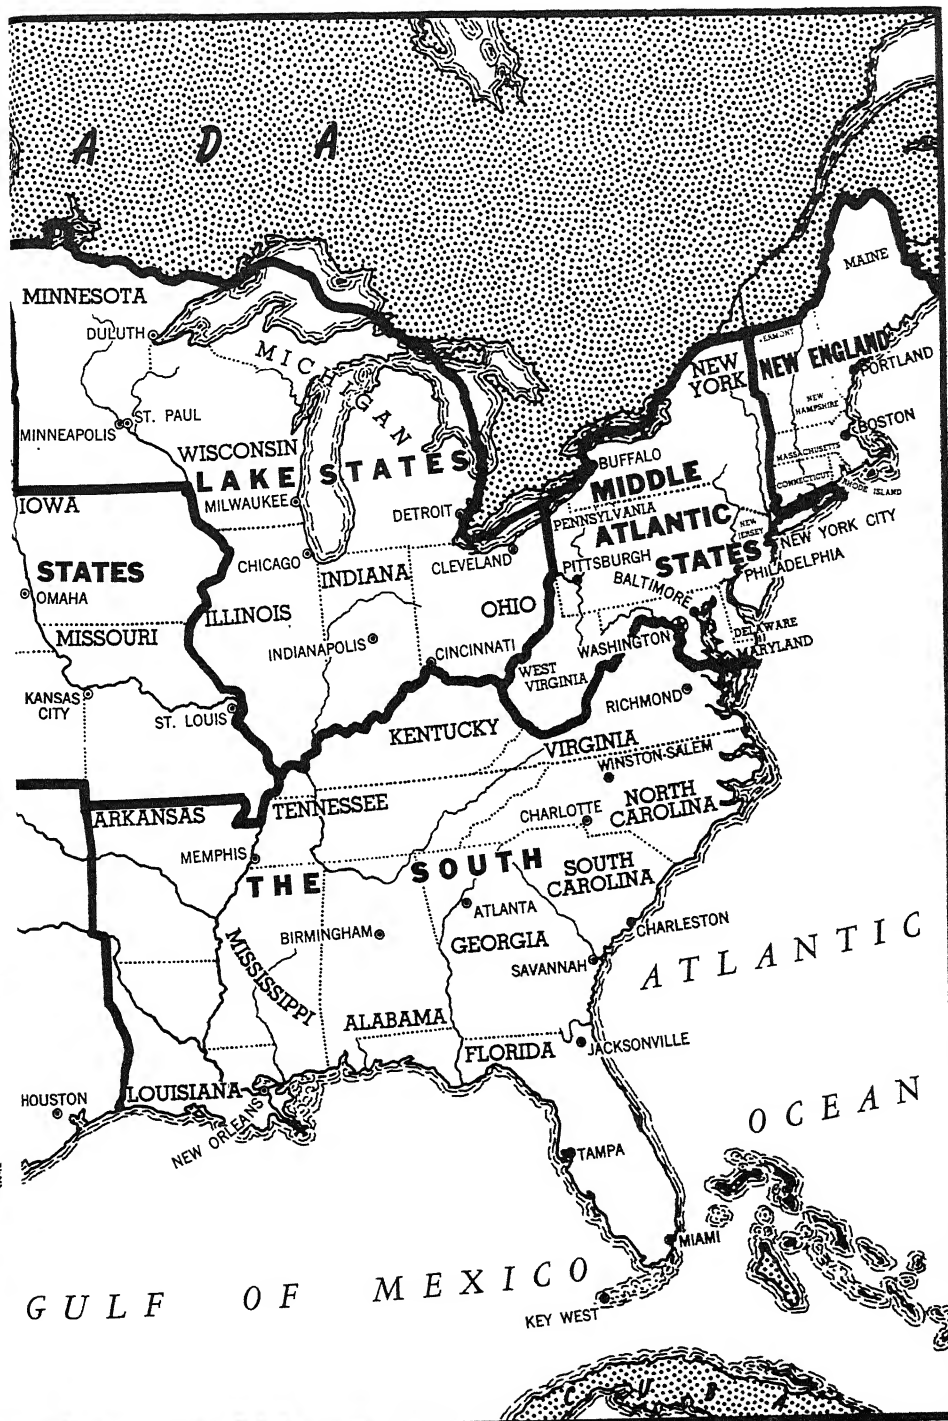 A D A
MINNESOTA
DULUTH
MAINE
MICHIGAN
NEW
YORK
NEW ENGLAND
PORTLAND
NEW
HAMPSHIRE
ST. PAUL
MINNEAPOLIS
BOSTON
WISCONSIN
LAKE STATES
MASSACHUSETTS
BUFFALO
MIDDLE
CONNECTICUT
RHODE ISLAND
IOWA
MILWAUKEE
DETROIT
PENNSYLVANIA
ATLANTIC
NEW
JERSEY
NEW YORK CITY
STATES
CHICAGO
INDIANA
CLEVELAND
PITTSBURGH
STATES
PHILADELPHIA
OMAHA
BALTIMORE
ILLINOIS
OHIO
MISSOURI
INDIANAPOLIS
CINCINNATI
WASHINGTON
DELAWARE
MARYLAND
WEST
VIRGINIA
KANSAS
CITY
ST. LOUIS
RICHMOND
KENTUCKY
VIRGINIA
WINSTON-SALEM
ARKANSAS
TENNESSEE
CHARLOTTE
NORTH
CAROLINA
MEMPHIS
THE SOUTH
SOUTH
CAROLINA
ATLANTA
BIRMINGHAM
CHARLESTON
MISSISSIPPI
GEORGIA
SAVANNAH
ATLANTIC
ALABAMA
FLORIDA
JACKSONVILLE
HOUSTON
LOUISIANA
NEW ORLEANS
OCEAN
TAMPA
MIAMI
GULF OF MEXICO
KEY WEST
CUBA